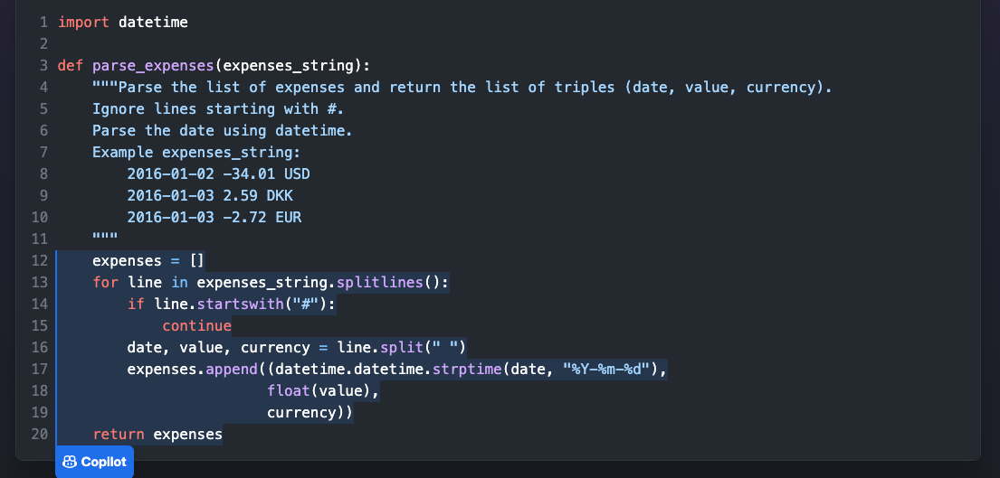 1 import datetime
2
3 def parse_expenses(expenses_string):
4     """Parse the list of expenses and return the list of triples (date, value, currency).
5     Ignore lines starting with #.
6     Parse the date using datetime.
7     Example expenses_string:
8         2016-01-02 -34.01 USD
9         2016-01-03 2.59 DKK
10         2016-01-03 -2.72 EUR
11     """
12     expenses = []
13     for line in expenses_string.splitlines():
14         if line.startswith("#"):
15             continue
16         date, value, currency = line.split(" ")
17         expenses.append((datetime.datetime.strptime(date, "%Y-%m-%d"),
18                         float(value),
19                         currency))
20     return expenses
Copilot